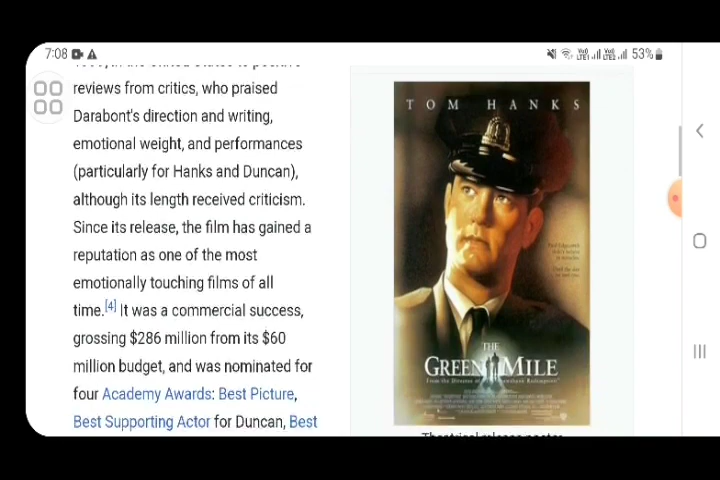 7:08
53%
reviews from critics, who praised
Darabont's direction and writing,
emotional weight, and performances
(particularly for Hanks and Duncan),
although its length received criticism.
Since its release, the film has gained a
reputation as one of the most
emotionally touching films of all
time.[4] It was a commercial success,
grossing $286 million from its $60
million budget, and was nominated for
four Academy Awards: Best Picture,
Best Supporting Actor for Duncan, Best
TOM HANKS
THE
GREEN MILE